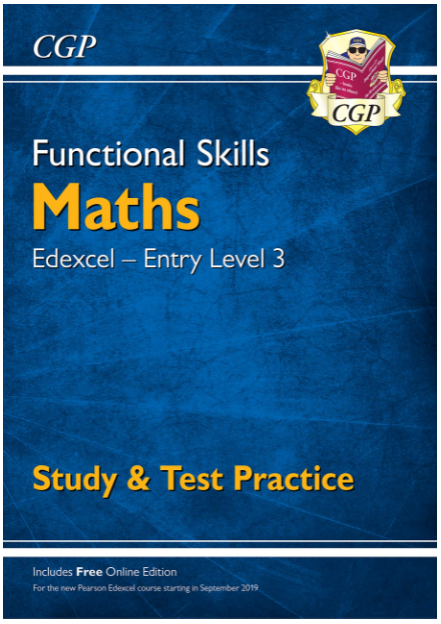 CGP
CGP
CGP
Functional Skills
Maths
Edexcel – Entry Level 3
Study & Test Practice
Includes Free Online Edition
For the new Pearson Edexcel course starting in September 2019